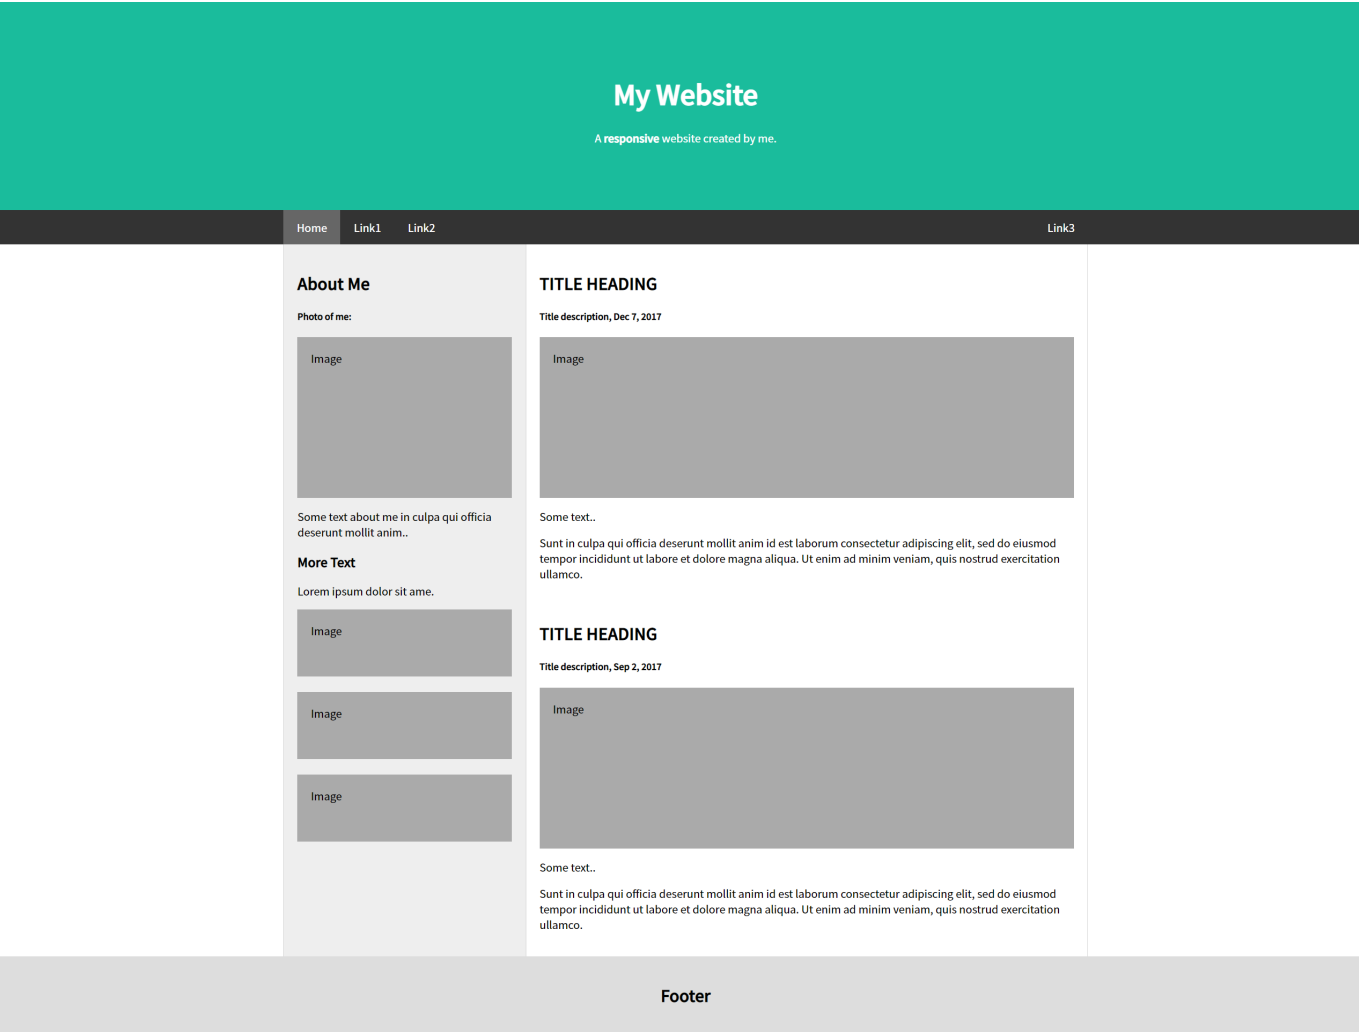 My Website
A responsive website created by me.
Home Link1 Link2 Link3
About Me
Photo of me:
Image
Some text about me in culpa qui officia
deserunt mollit anim..
More Text
Lorem ipsum dolor sit ame.
Image
Image
Image
TITLE HEADING
Title description, Dec 7, 2017
Image
Some text..
Sunt in culpa qui officia deserunt mollit anim id est laborum consectetur adipiscing elit, sed do eiusmod
tempor incididunt ut labore et dolore magna aliqua. Ut enim ad minim veniam, quis nostrud exercitation
ullamco.
TITLE HEADING
Title description, Sep 2, 2017
Image
Some text..
Sunt in culpa qui officia deserunt mollit anim id est laborum consectetur adipiscing elit, sed do eiusmod
tempor incididunt ut labore et dolore magna aliqua. Ut enim ad minim veniam, quis nostrud exercitation
ullamco.
Footer